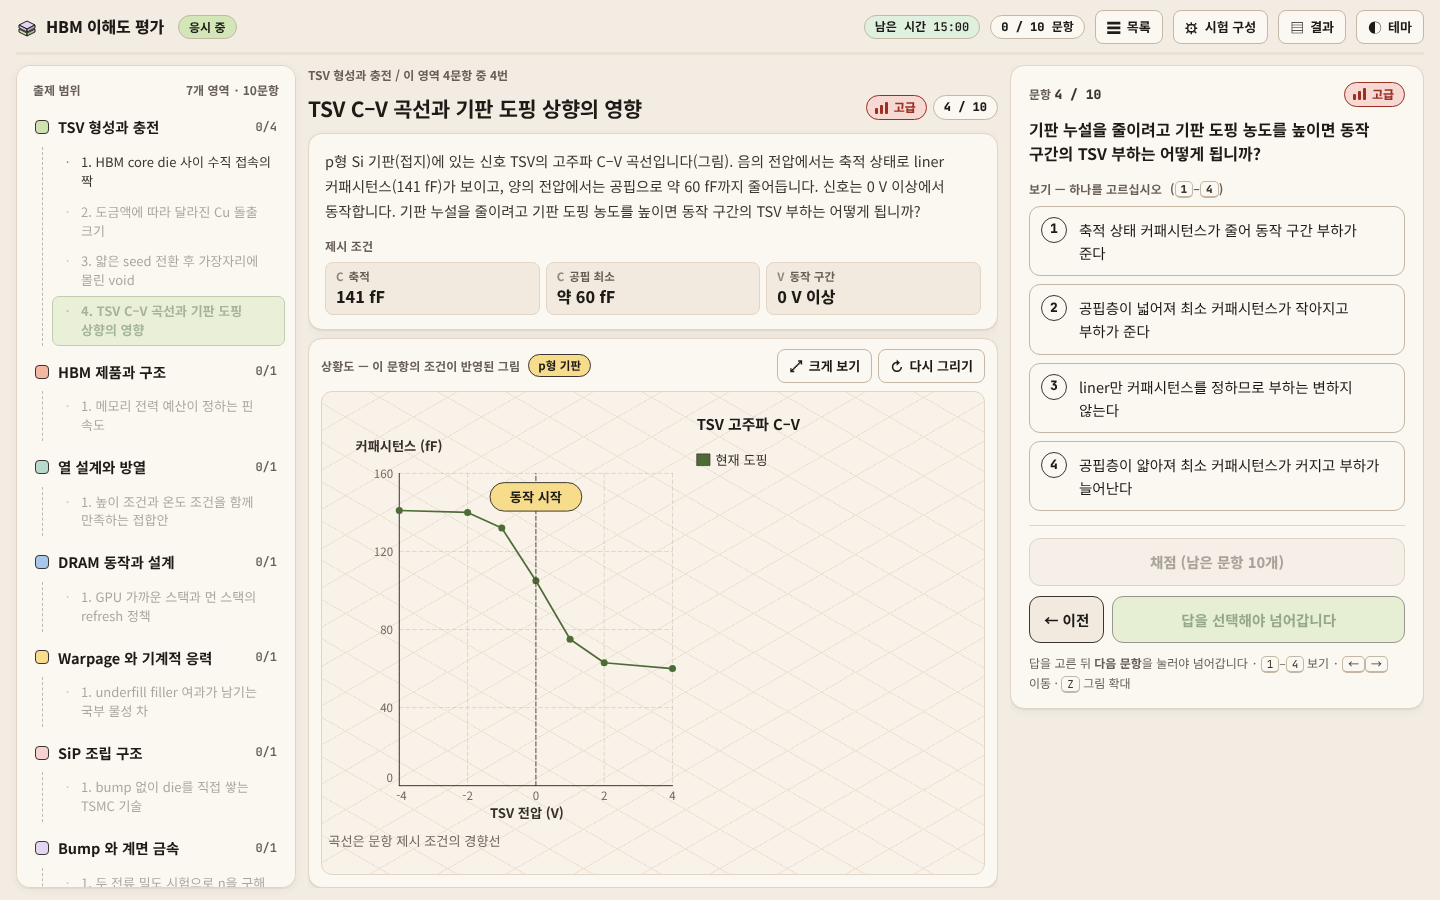 HBM 이해도 평가
응시 중
남은 시간 15:00
0 / 10 문항
목록
시험 구성
결과
테마
출제 범위
7개 영역 · 10문항
TSV 형성과 충전 0/4
1. HBM core die 사이 수직 접속의
짝
2. 도금액에 따라 달라진 Cu 돌출
크기
3. 얇은 seed 전환 후 가장자리에
몰린 void
4. TSV C–V 곡선과 기판 도핑
상향의 영향
HBM 제품과 구조 0/1
1. 메모리 전력 예산이 정하는 핀
속도
열 설계와 방열 0/1
1. 높이 조건과 온도 조건을 함께
만족하는 접합안
DRAM 동작과 설계 0/1
1. GPU 가까운 스택과 먼 스택의
refresh 정책
Warpage 와 기계적 응력 0/1
1. underfill filler 여과가 남기는
국부 물성 차
SiP 조립 구조 0/1
1. bump 없이 die를 직접 쌓는
TSMC 기술
Bump 와 계면 금속 0/1
1. 두 전류 밀도 시험으로 n을 구해
TSV 형성과 충전 / 이 영역 4문항 중 4번
TSV C–V 곡선과 기판 도핑 상향의 영향
고급
4 / 10
p형 Si 기판(접지)에 있는 신호 TSV의 고주파 C–V 곡선입니다(그림). 음의 전압에서는 축적 상태로 liner
커패시턴스(141 fF)가 보이고, 양의 전압에서는 공핍으로 약 60 fF까지 줄어듭니다. 신호는 0 V 이상에서
동작합니다. 기판 누설을 줄이려고 기판 도핑 농도를 높이면 동작 구간의 TSV 부하는 어떻게 됩니까?
제시 조건
C 축적
141 fF
C 공핍 최소
약 60 fF
V 동작 구간
0 V 이상
상황도 — 이 문항의 조건이 반영된 그림
p형 기판
크게 보기
다시 그리기
TSV 고주파 C–V
현재 도핑
커패시턴스 (fF)
160
동작 시작
120
80
40
0
-4 -2 0 2 4
TSV 전압 (V)
곡선은 문항 제시 조건의 경향선
문항 4 / 10
고급
기판 누설을 줄이려고 기판 도핑 농도를 높이면 동작
구간의 TSV 부하는 어떻게 됩니까?
보기 — 하나를 고르십시오 (1–4)
1 축적 상태 커패시턴스가 줄어 동작 구간 부하가
준다
2 공핍층이 넓어져 최소 커패시턴스가 작아지고
부하가 준다
3 liner만 커패시턴스를 정하므로 부하는 변하지
않는다
4 공핍층이 얇아져 최소 커패시턴스가 커지고 부하가
늘어난다
채점 (남은 문항 10개)
← 이전
답을 선택해야 넘어갑니다
답을 고른 뒤 다음 문항을 눌러야 넘어갑니다 · 1–4 보기 · ← →
이동 · Z 그림 확대